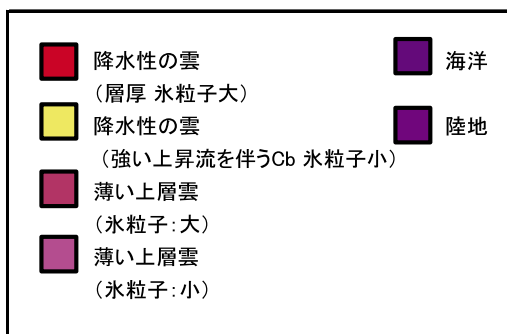 降水性の雲
（層厚 氷粒子大）
降水性の雲
（強い上昇流を伴うCb 氷粒子小）
薄い上層雲
（氷粒子：大）
薄い上層雲
（氷粒子：小）
海洋
陸地